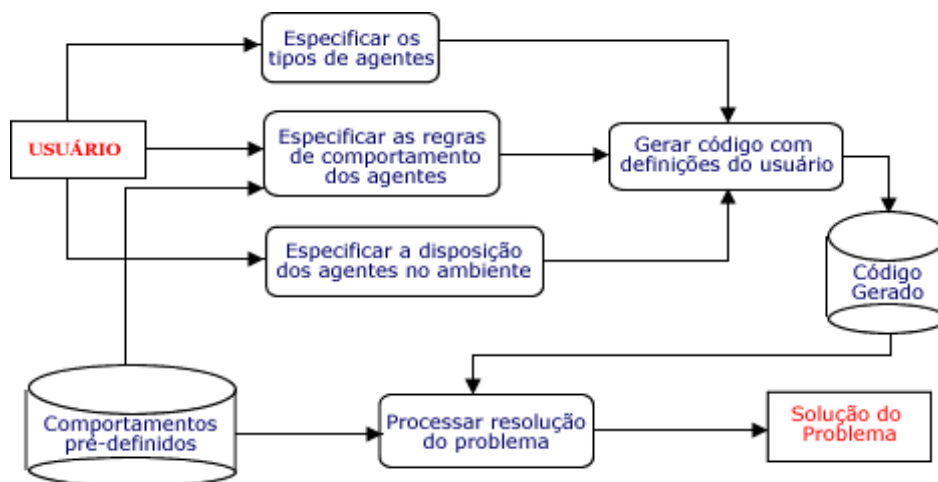 Especificar os
tipos de agentes
USUÁRIO
Especificar as regras
de comportamento
dos agentes
Gerar código com
definições do usuário
Especificar a disposição
dos agentes no ambiente
Código
Gerado
Comportamentos
pré-definidos
Processar resolução
do problema
Solução do
Problema